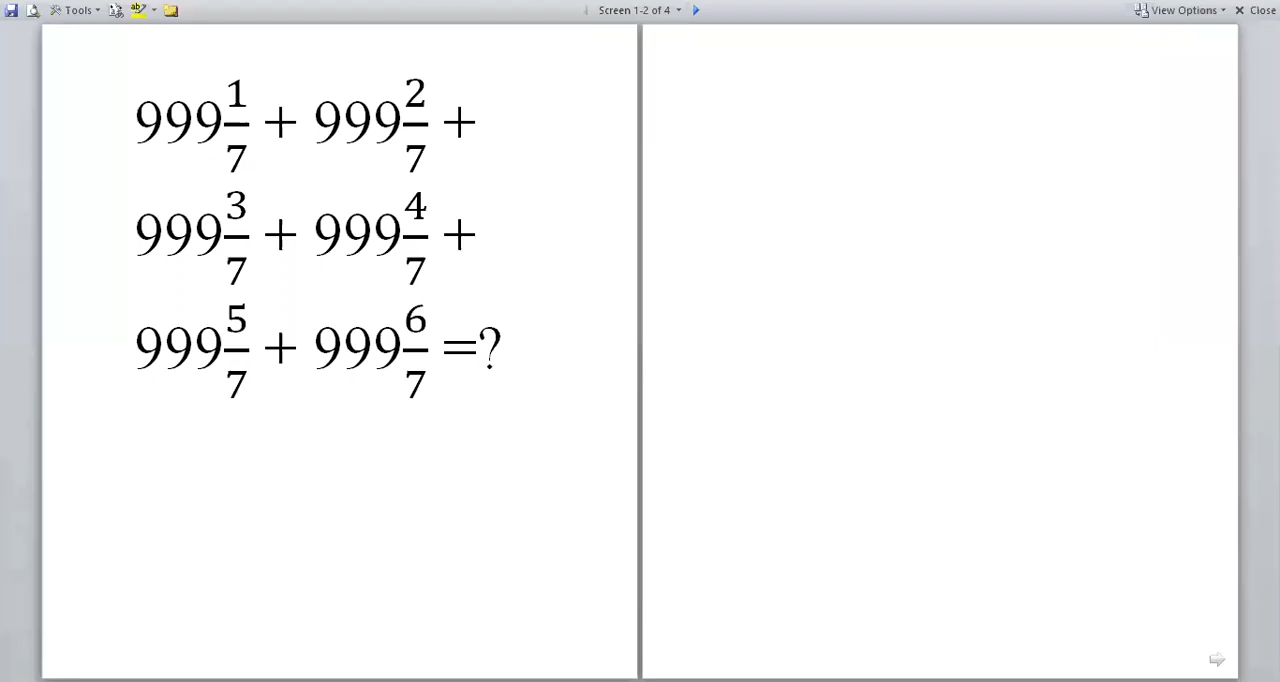 Tools
Screen 1-2 of 4
View Options
Close
999 1/7 + 999 2/7 +
999 3/7 + 999 4/7 +
999 5/7 + 999 6/7 =?